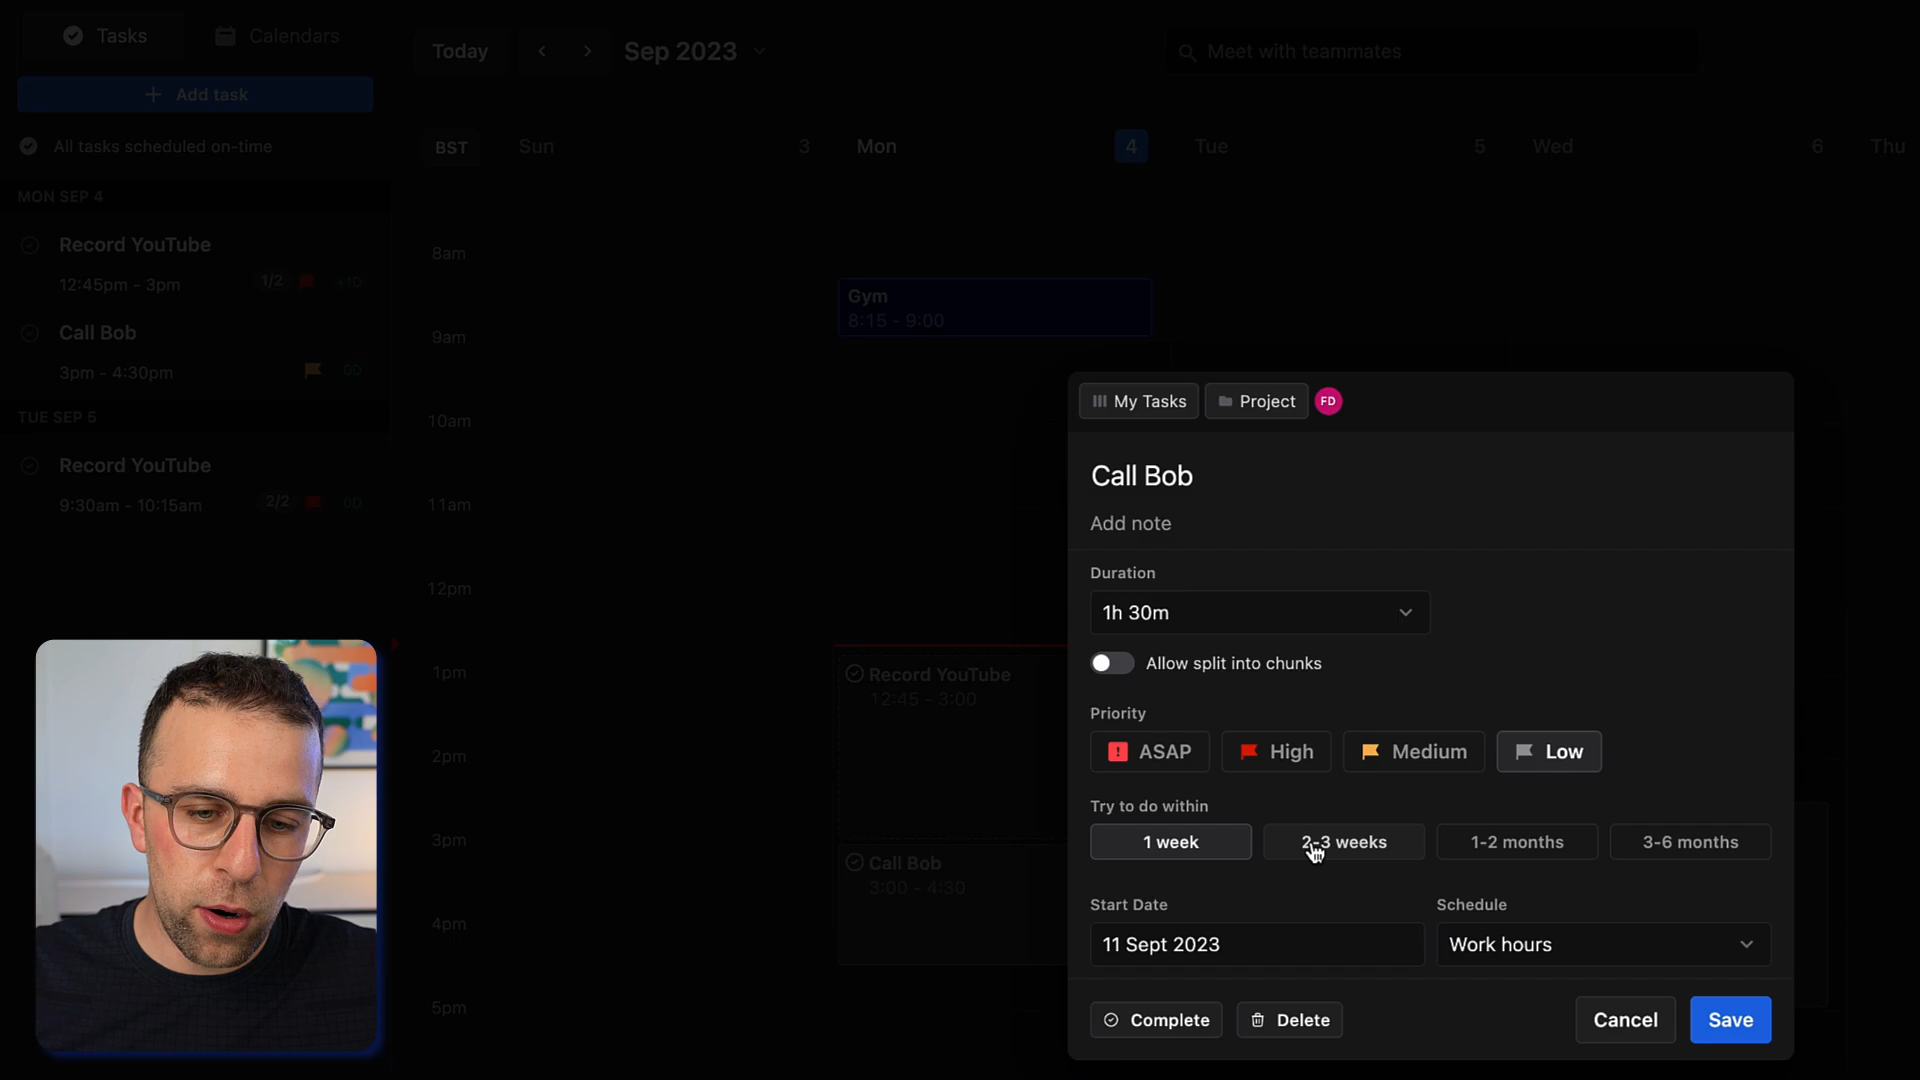 Tasks
Calendars
Add task
All tasks scheduled on-time
MON SEP 4
Record YouTube
12:45pm - 3pm
1/2
+1D
Call Bob
3pm - 4:30pm
0D
TUE SEP 5
Record YouTube
9:30am - 10:15am
2/2
0D
Today
Sep 2023
Meet with teammates
BST
Sun 3
Mon 4
Tue 5
Wed 6
Thu
8am
9am
10am
11am
12pm
1pm
2pm
3pm
4pm
5pm
Gym
8:15 - 9:00
Record YouTube
12:45 - 3:00
Call Bob
3:00 - 4:30
My Tasks
Project
FD
Call Bob
Add note
Duration
1h 30m
Allow split into chunks
Priority
ASAP
High
Medium
Low
Try to do within
1 week
2-3 weeks
1-2 months
3-6 months
Start Date
Schedule
11 Sept 2023
Work hours
Complete
Delete
Cancel
Save